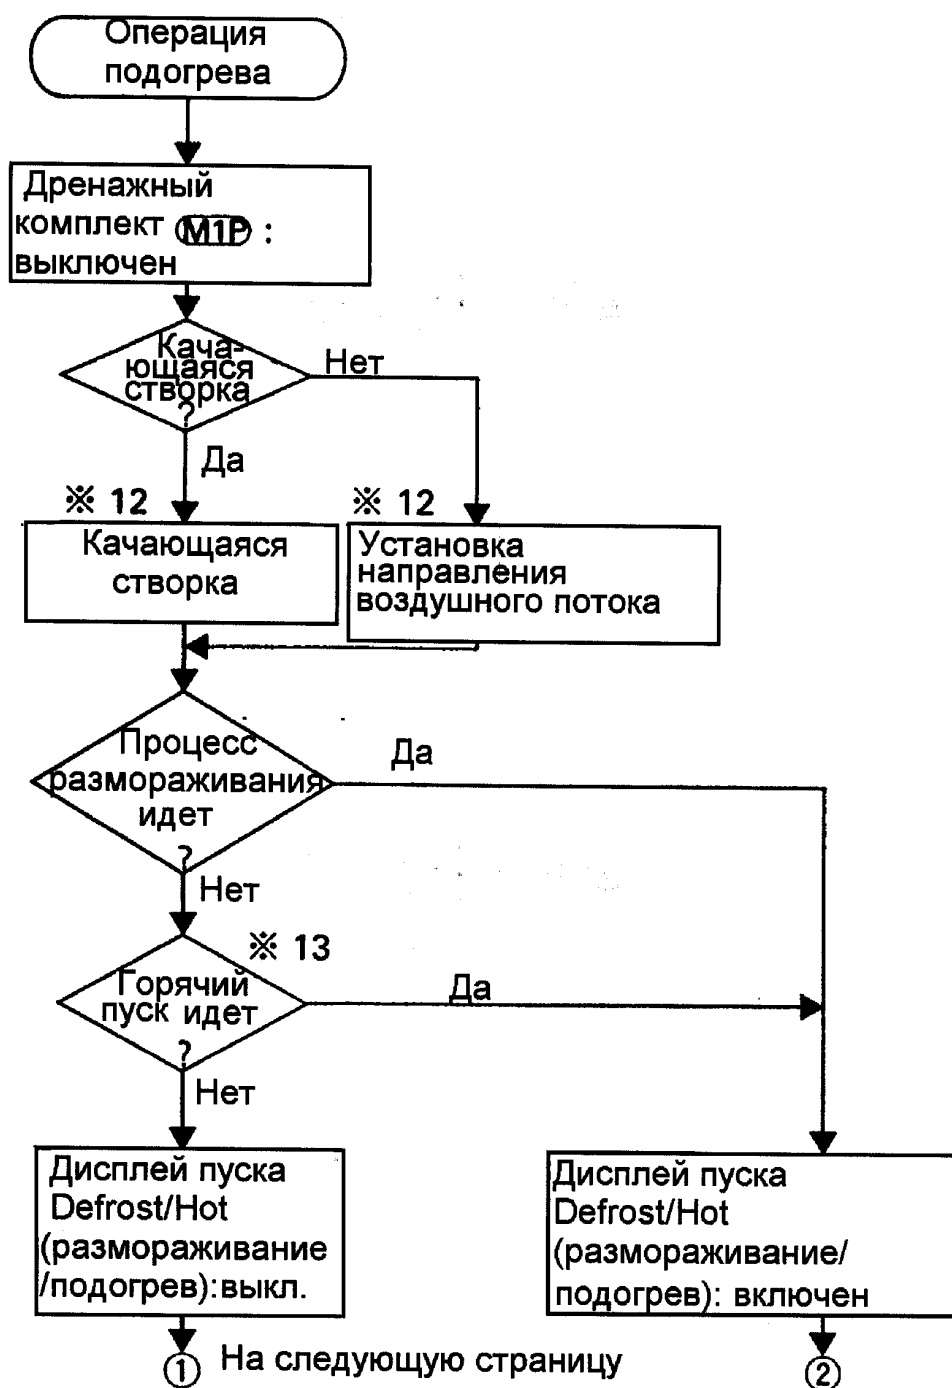 Операция
подогрева
Дренажный
комплект M1P :
выключен
Кача-
ющаяся
створка
?
Нет
Да
※ 12
※ 12
Качающаяся
створка
Установка
направления
воздушного потока
Процесс
размораживания
идет
?
Да
Нет
※ 13
Горячий
пуск идет
?
Да
Нет
Дисплей пуска
Defrost/Hot
(размораживание
/подогрев):выкл.
Дисплей пуска
Defrost/Hot
(размораживание/
подогрев): включен
① На следующую страницу
②